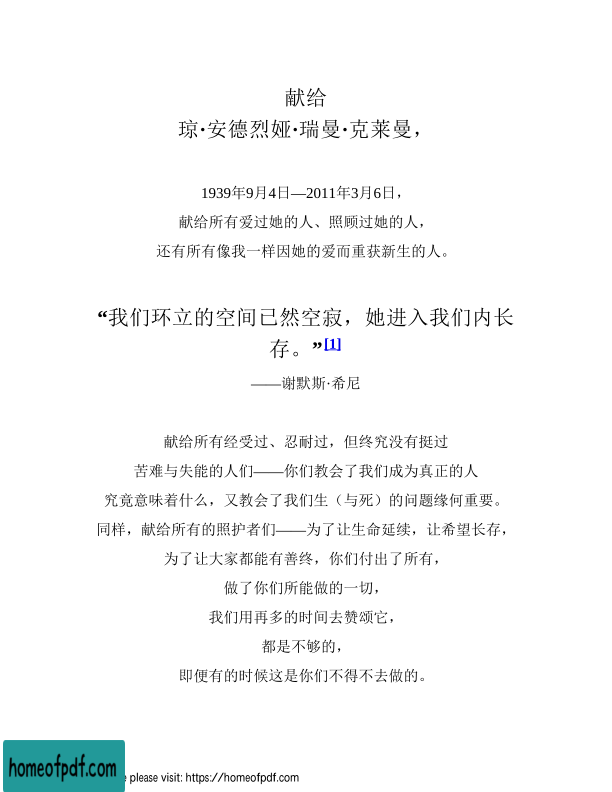 献给
琼·安德烈娅·瑞曼·克莱曼，
1939年9月4日—2011年3月6日，
献给所有爱过她的人、照顾过她的人，
还有所有像我一样因她的爱而重获新生的人。
“我们环立的空间已然空寂，她进入我们内长
存。”[1]
——谢默斯·希尼
献给所有经受过、忍耐过，但终究没有挺过
苦难与失能的人们——你们教会了我们成为真正的人
究竟意味着什么，又教会了我们生（与死）的问题缘何重要。
同样，献给所有的照护者们——为了让生命延续，让希望长存，
为了让大家都能有善终，你们付出了所有，
做了你们所能做的一切，
我们用再多的时间去赞颂它，
都是不够的，
即便有的时候这是你们不得不去做的。
homeofpdf.com
e please visit: https://homeofpdf.com